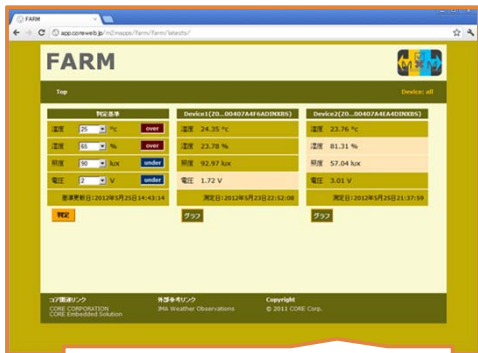 FARM
app.coreweb.jp/m2mapps/farm/farm/latests/
FARM
M2M
Top
Device: all
判定基準
温度 25 °C over
湿度 65 % over
照度 90 lux under
電圧 2 V under
基準更新日:2012年5月25日14:43:14
判定
Device1(Z0...00407A4F6ADINXBS)
温度 24.35 °C
湿度 23.78 %
照度 92.97 lux
電圧 1.72 V
測定日:2012年5月23日22:52:08
グラフ
Device2(Z0...00407A4EA4DINXBS)
温度 23.76 °C
湿度 81.31 %
照度 57.04 lux
電圧 3.01 V
測定日:2012年5月25日21:37:59
グラフ
コア関連リンク
CORE CORPORATION
CORE Embedded Solution
外部参考リンク
JMA Weather Observations
Copyright
© 2011 CORE Corp.